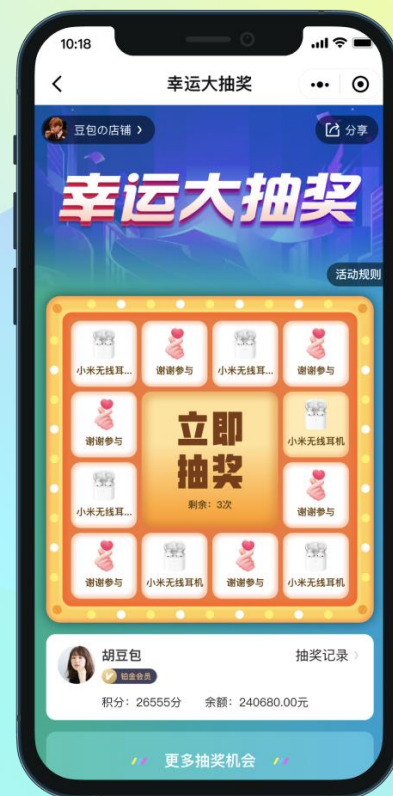 10:18
幸运大抽奖
豆包の店铺
分享
幸运大抽奖
活动规则
小米无线耳...
谢谢参与
小米无线耳...
谢谢参与
谢谢参与
立即
抽奖
剩余：3次
小米无线耳机
小米无线耳...
谢谢参与
谢谢参与
小米无线耳机
谢谢参与
小米无线耳机
胡豆包
抽奖记录
铂金会员
积分：26555分
余额：240680.00元
更多抽奖机会